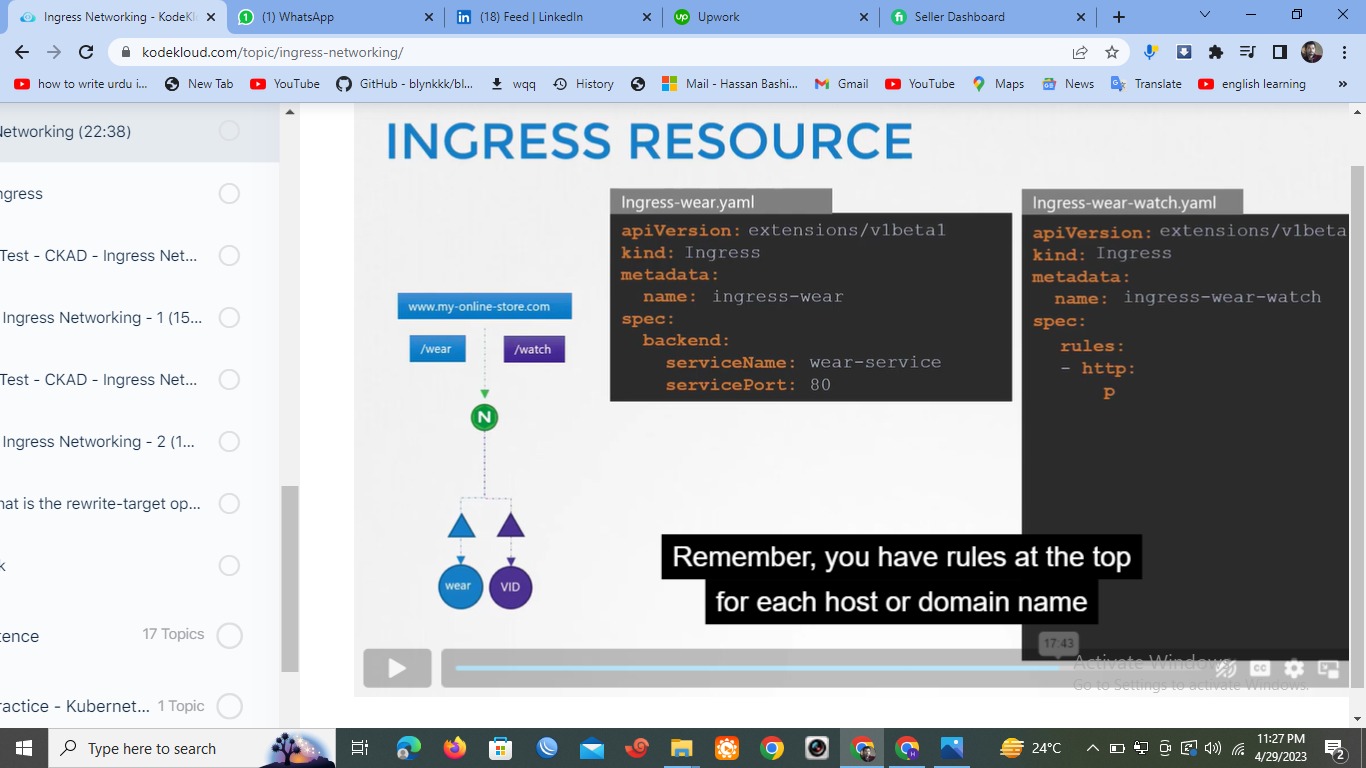 Ingress Networking - KodeKl
(1) WhatsApp
(18) Feed | LinkedIn
Upwork
Seller Dashboard
kodekloud.com/topic/ingress-networking/
how to write urdu i...
New Tab
YouTube
GitHub - blynkkk/bl...
wqq
History
Mail - Hassan Bashi...
Gmail
YouTube
Maps
News
Translate
english learning
»
Networking (22:38)
ngress
Test - CKAD - Ingress Net...
Ingress Networking - 1 (15...
Test - CKAD - Ingress Net...
Ingress Networking - 2 (1...
hat is the rewrite-target op...
k
tence
17 Topics
ractice - Kubernet...
1 Topic
INGRESS RESOURCE
www.my-online-store.com
/wear
/watch
N
wear
VID
Ingress-wear.yaml
apiVersion: extensions/v1beta1
kind: Ingress
metadata:
name: ingress-wear
spec:
backend:
serviceName: wear-service
servicePort: 80
Ingress-wear-watch.yaml
apiVersion: extensions/v1beta
kind: Ingress
metadata:
name: ingress-wear-watch
spec:
rules:
- http:
p
Remember, you have rules at the top
for each host or domain name
17:43
CC
Activate Windows
Go to Settings to activate Windows.
Type here to search
24°C
11:27 PM
4/29/2023
2